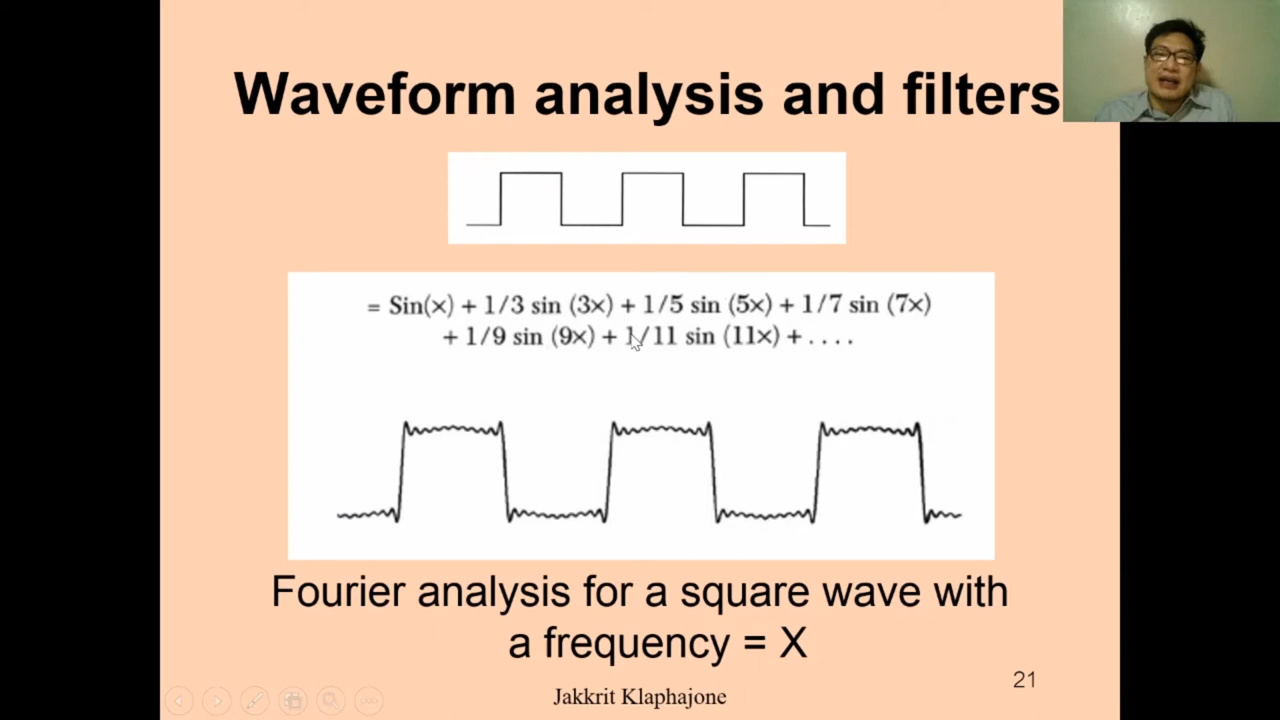 Waveform analysis and filters
= Sin(x) + 1/3 sin (3x) + 1/5 sin (5x) + 1/7 sin (7x)
+ 1/9 sin (9x) + 1/11 sin (11x) + . . . .
Fourier analysis for a square wave with
a frequency = X
21
Jakkrit Klaphajone